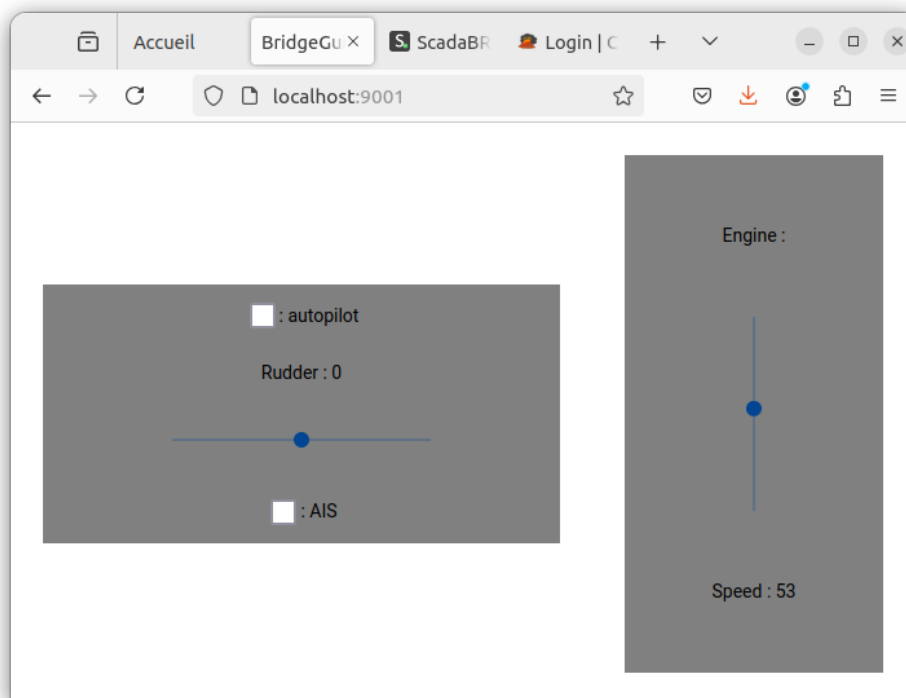 Accueil
BridgeGu
S. ScadaBR
Login | C
localhost:9001
: autopilot
Rudder : 0
: AIS
Engine :
Speed : 53